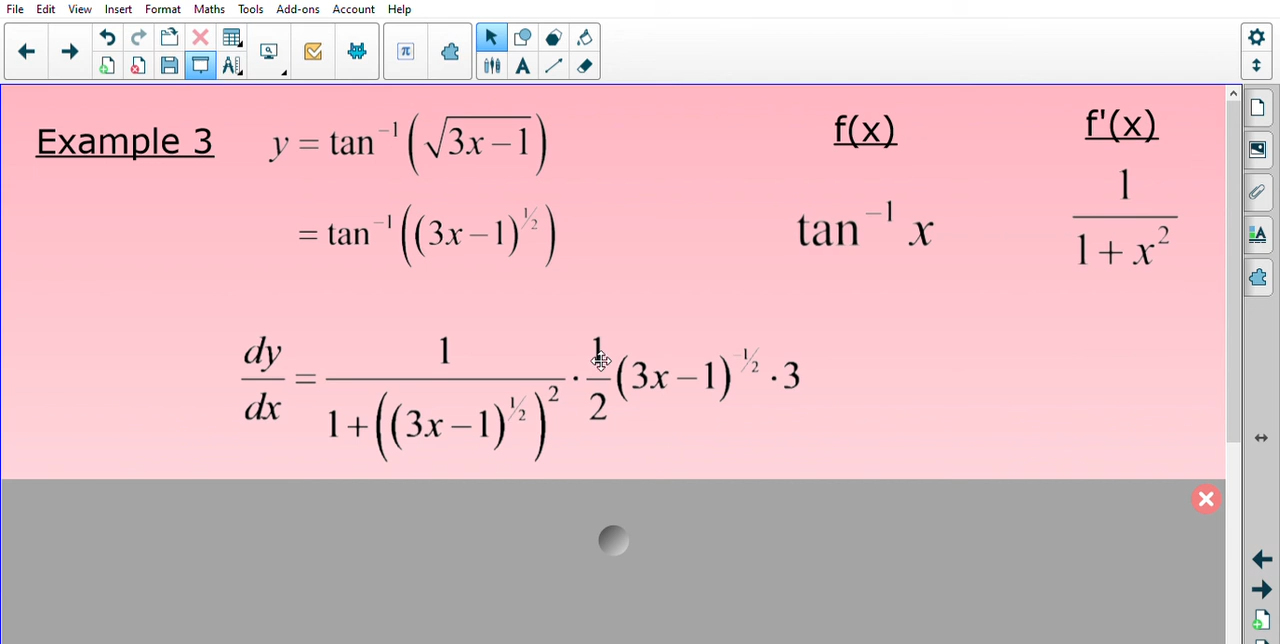 File Edit View Insert Format Maths Tools Add-ons Account Help
Example 3
y = tan⁻¹(√(3x−1))
= tan⁻¹((3x−1)^½)
dy/dx = 1/(1+((3x−1)^½)²) · 1/2 (3x−1)^-½ · 3
f(x)
tan⁻¹ x
f'(x)
1/(1+x²)